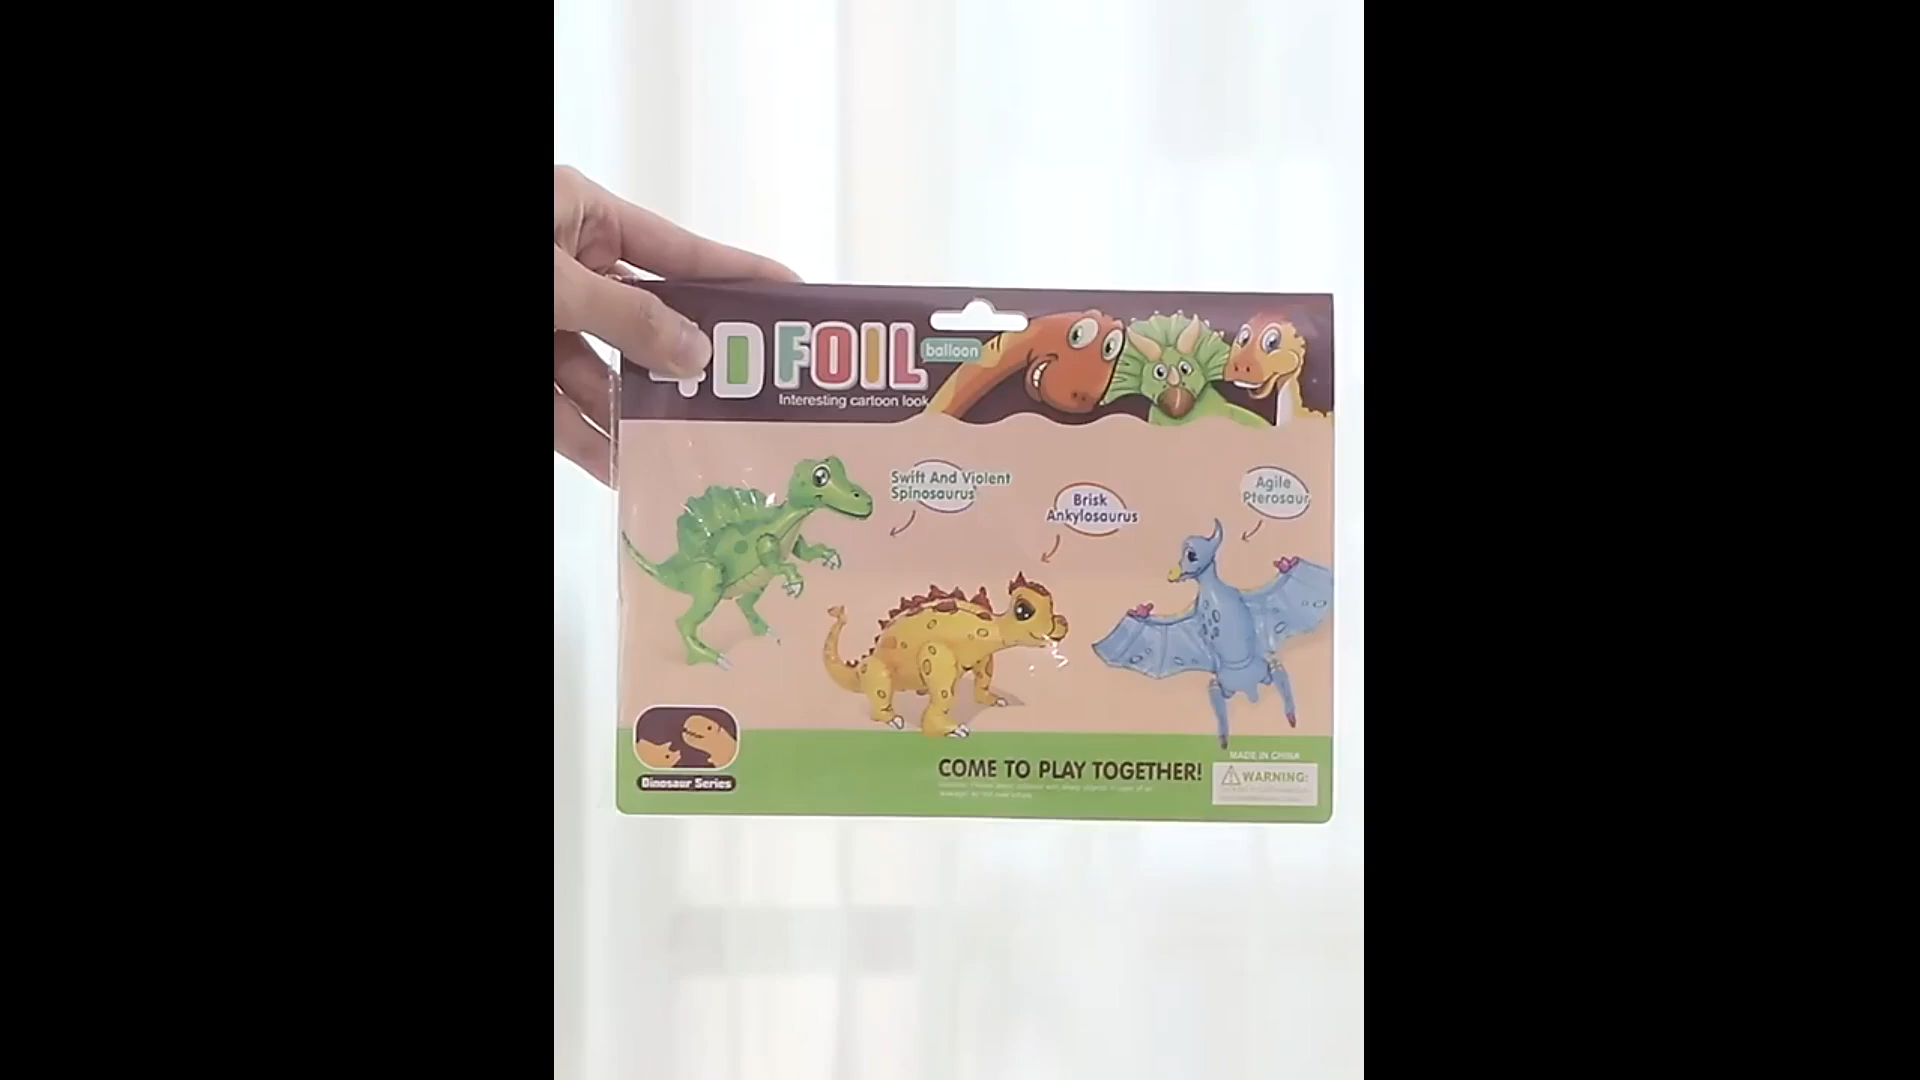 4D FOIL balloon
Interesting cartoon look
Swift And Violent
Spinosaurus
Brisk
Ankylosaurus
Agile
Pterosaur
Dinosaur Series
COME TO PLAY TOGETHER!
MADE IN CHINA
WARNING: